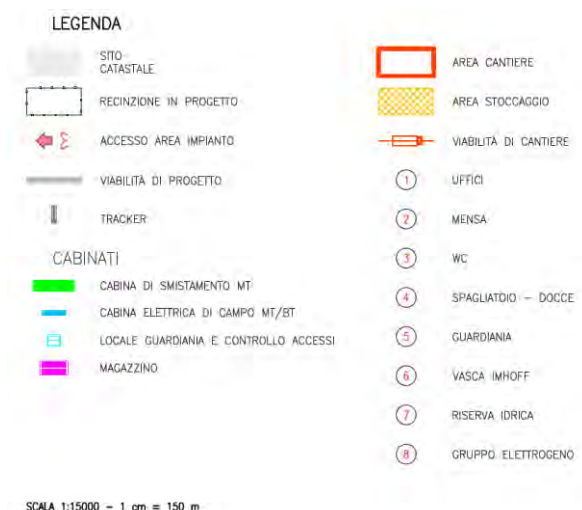 LEGENDA
SITO
CATASTALE
RECINZIONE IN PROGETTO
ACCESSO AREA IMPIANTO
VIABILITÀ DI PROGETTO
TRACKER
CABINATI
CABINA DI SMISTAMENTO MT
CABINA ELETTRICA DI CAMPO MT/BT
LOCALE GUARDIANIA E CONTROLLO ACCESSI
MAGAZZINO
AREA CANTIERE
AREA STOCCAGGIO
VIABILITÀ DI CANTIERE
1 UFFICI
2 MENSA
3 WC
4 SPAGLIATOIO – DOCCE
5 GUARDIANIA
6 VASCA IMHOFF
7 RISERVA IDRICA
8 GRUPPO ELETTROGENO
SCALA 1:15000 – 1 cm = 150 m